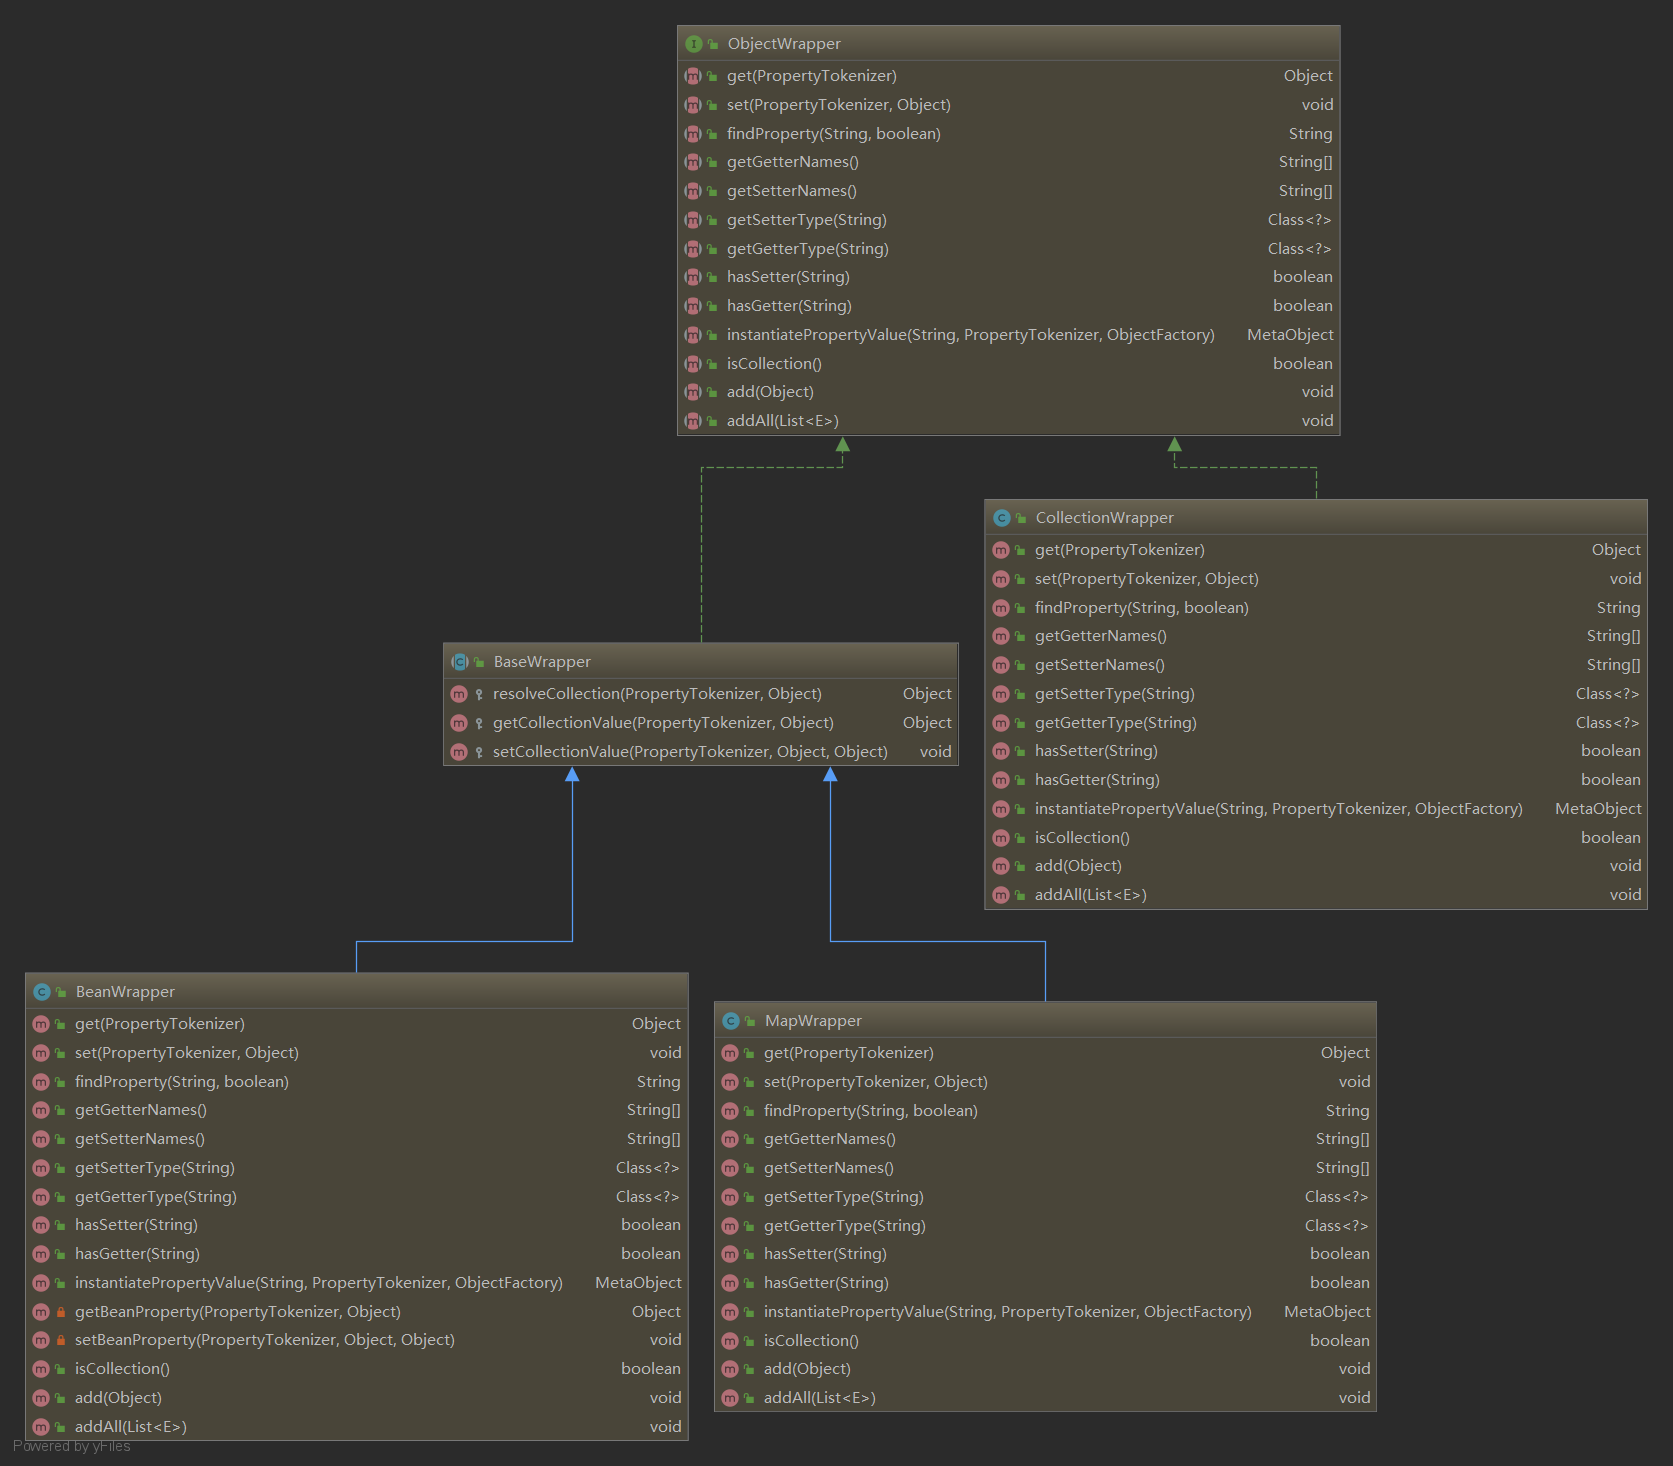 ObjectWrapper
get(PropertyTokenizer) Object
set(PropertyTokenizer, Object) void
findProperty(String, boolean) String
getGetterNames() String[]
getSetterNames() String[]
getSetterType(String) Class<?>
getGetterType(String) Class<?>
hasSetter(String) boolean
hasGetter(String) boolean
instantiatePropertyValue(String, PropertyTokenizer, ObjectFactory) MetaObject
isCollection() boolean
add(Object) void
addAll(List<E>) void
CollectionWrapper
get(PropertyTokenizer) Object
set(PropertyTokenizer, Object) void
findProperty(String, boolean) String
getGetterNames() String[]
getSetterNames() String[]
getSetterType(String) Class<?>
getGetterType(String) Class<?>
hasSetter(String) boolean
hasGetter(String) boolean
instantiatePropertyValue(String, PropertyTokenizer, ObjectFactory) MetaObject
isCollection() boolean
add(Object) void
addAll(List<E>) void
BaseWrapper
resolveCollection(PropertyTokenizer, Object) Object
getCollectionValue(PropertyTokenizer, Object) Object
setCollectionValue(PropertyTokenizer, Object, Object) void
BeanWrapper
get(PropertyTokenizer) Object
set(PropertyTokenizer, Object) void
findProperty(String, boolean) String
getGetterNames() String[]
getSetterNames() String[]
getSetterType(String) Class<?>
getGetterType(String) Class<?>
hasSetter(String) boolean
hasGetter(String) boolean
instantiatePropertyValue(String, PropertyTokenizer, ObjectFactory) MetaObject
getBeanProperty(PropertyTokenizer, Object) Object
setBeanProperty(PropertyTokenizer, Object, Object) void
isCollection() boolean
add(Object) void
addAll(List<E>) void
MapWrapper
get(PropertyTokenizer) Object
set(PropertyTokenizer, Object) void
findProperty(String, boolean) String
getGetterNames() String[]
getSetterNames() String[]
getSetterType(String) Class<?>
getGetterType(String) Class<?>
hasSetter(String) boolean
hasGetter(String) boolean
instantiatePropertyValue(String, PropertyTokenizer, ObjectFactory) MetaObject
isCollection() boolean
add(Object) void
addAll(List<E>) void
Powered by yFiles